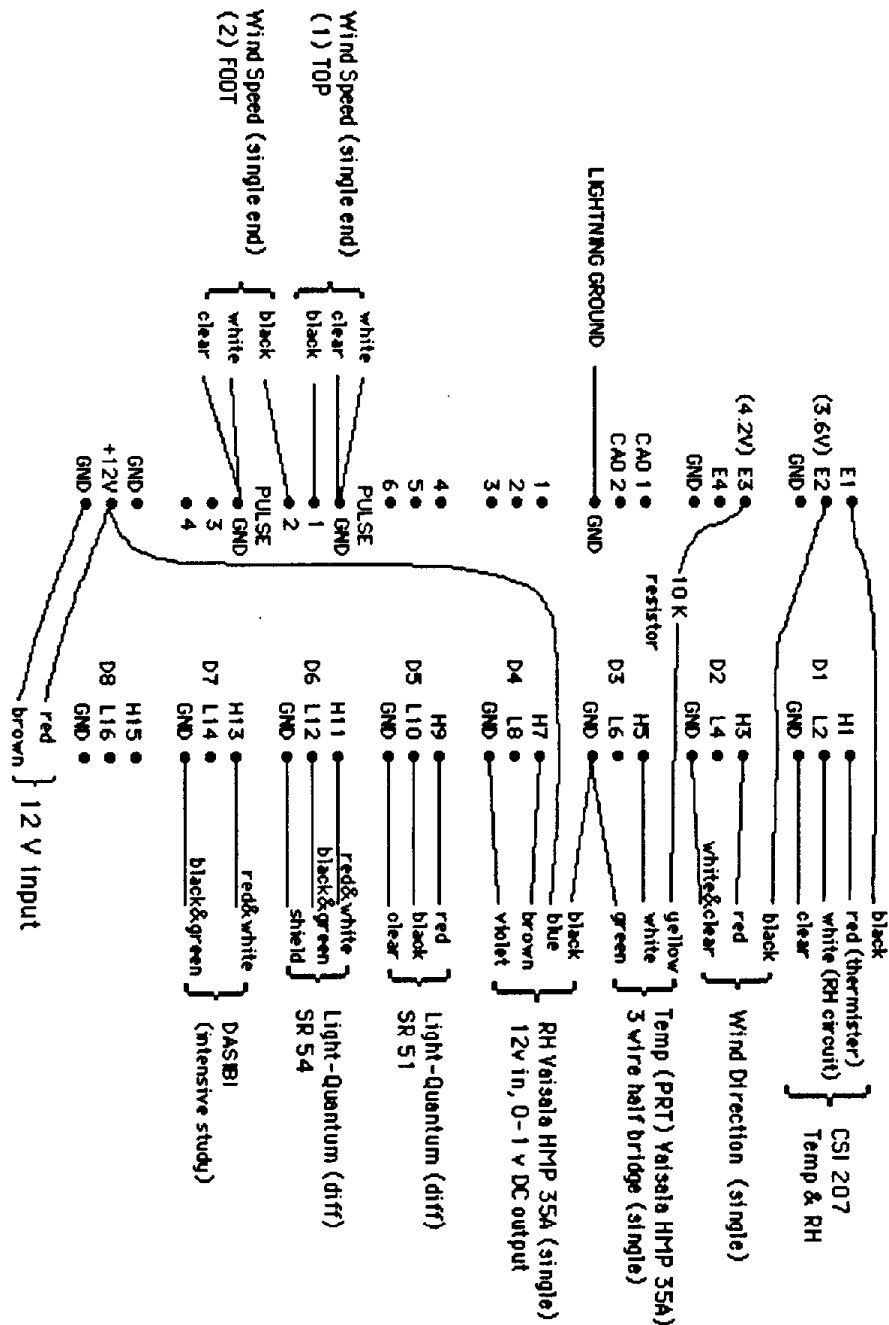 Wind Speed (single end)
(1) TOP
white
clear
black
Wind Speed (single end)
(2) FOOT
black
white
clear
LIGHTNING GROUND
E1
(3.6V) E2
GND
(4.2V) E3
E4
GND
CAO 1
CAO 2
GND
1
2
3
4
5
6
PULSE
GND
1
2
PULSE
GND
3
4
GND
+12V
GND
10 K
resistor
D1
H1
L2
GND
D2
H3
L4
GND
D3
H5
L6
GND
D4
H7
L8
GND
D5
H9
L10
GND
D6
H11
L12
GND
D7
H13
L14
GND
D8
H15
L16
GND
black
red (thermister)
white (RH circuit)
clear
CSI 207
Temp & RH
black
red
white&clear
Wind Direction (single)
yellow
white
green
Temp (PRT) Vaisala HMP 35A)
3 wire half bridge (single)
black
blue
brown
violet
RH Vaisala HMP 35A (single)
12v in, 0-1 v DC output
red
black
clear
Light-Quantum (diff)
SR 51
red&white
black&green
shield
Light-Quantum (diff)
SR 54
red&white
black&green
DASIBI
(intensive study)
red
brown
12 V input